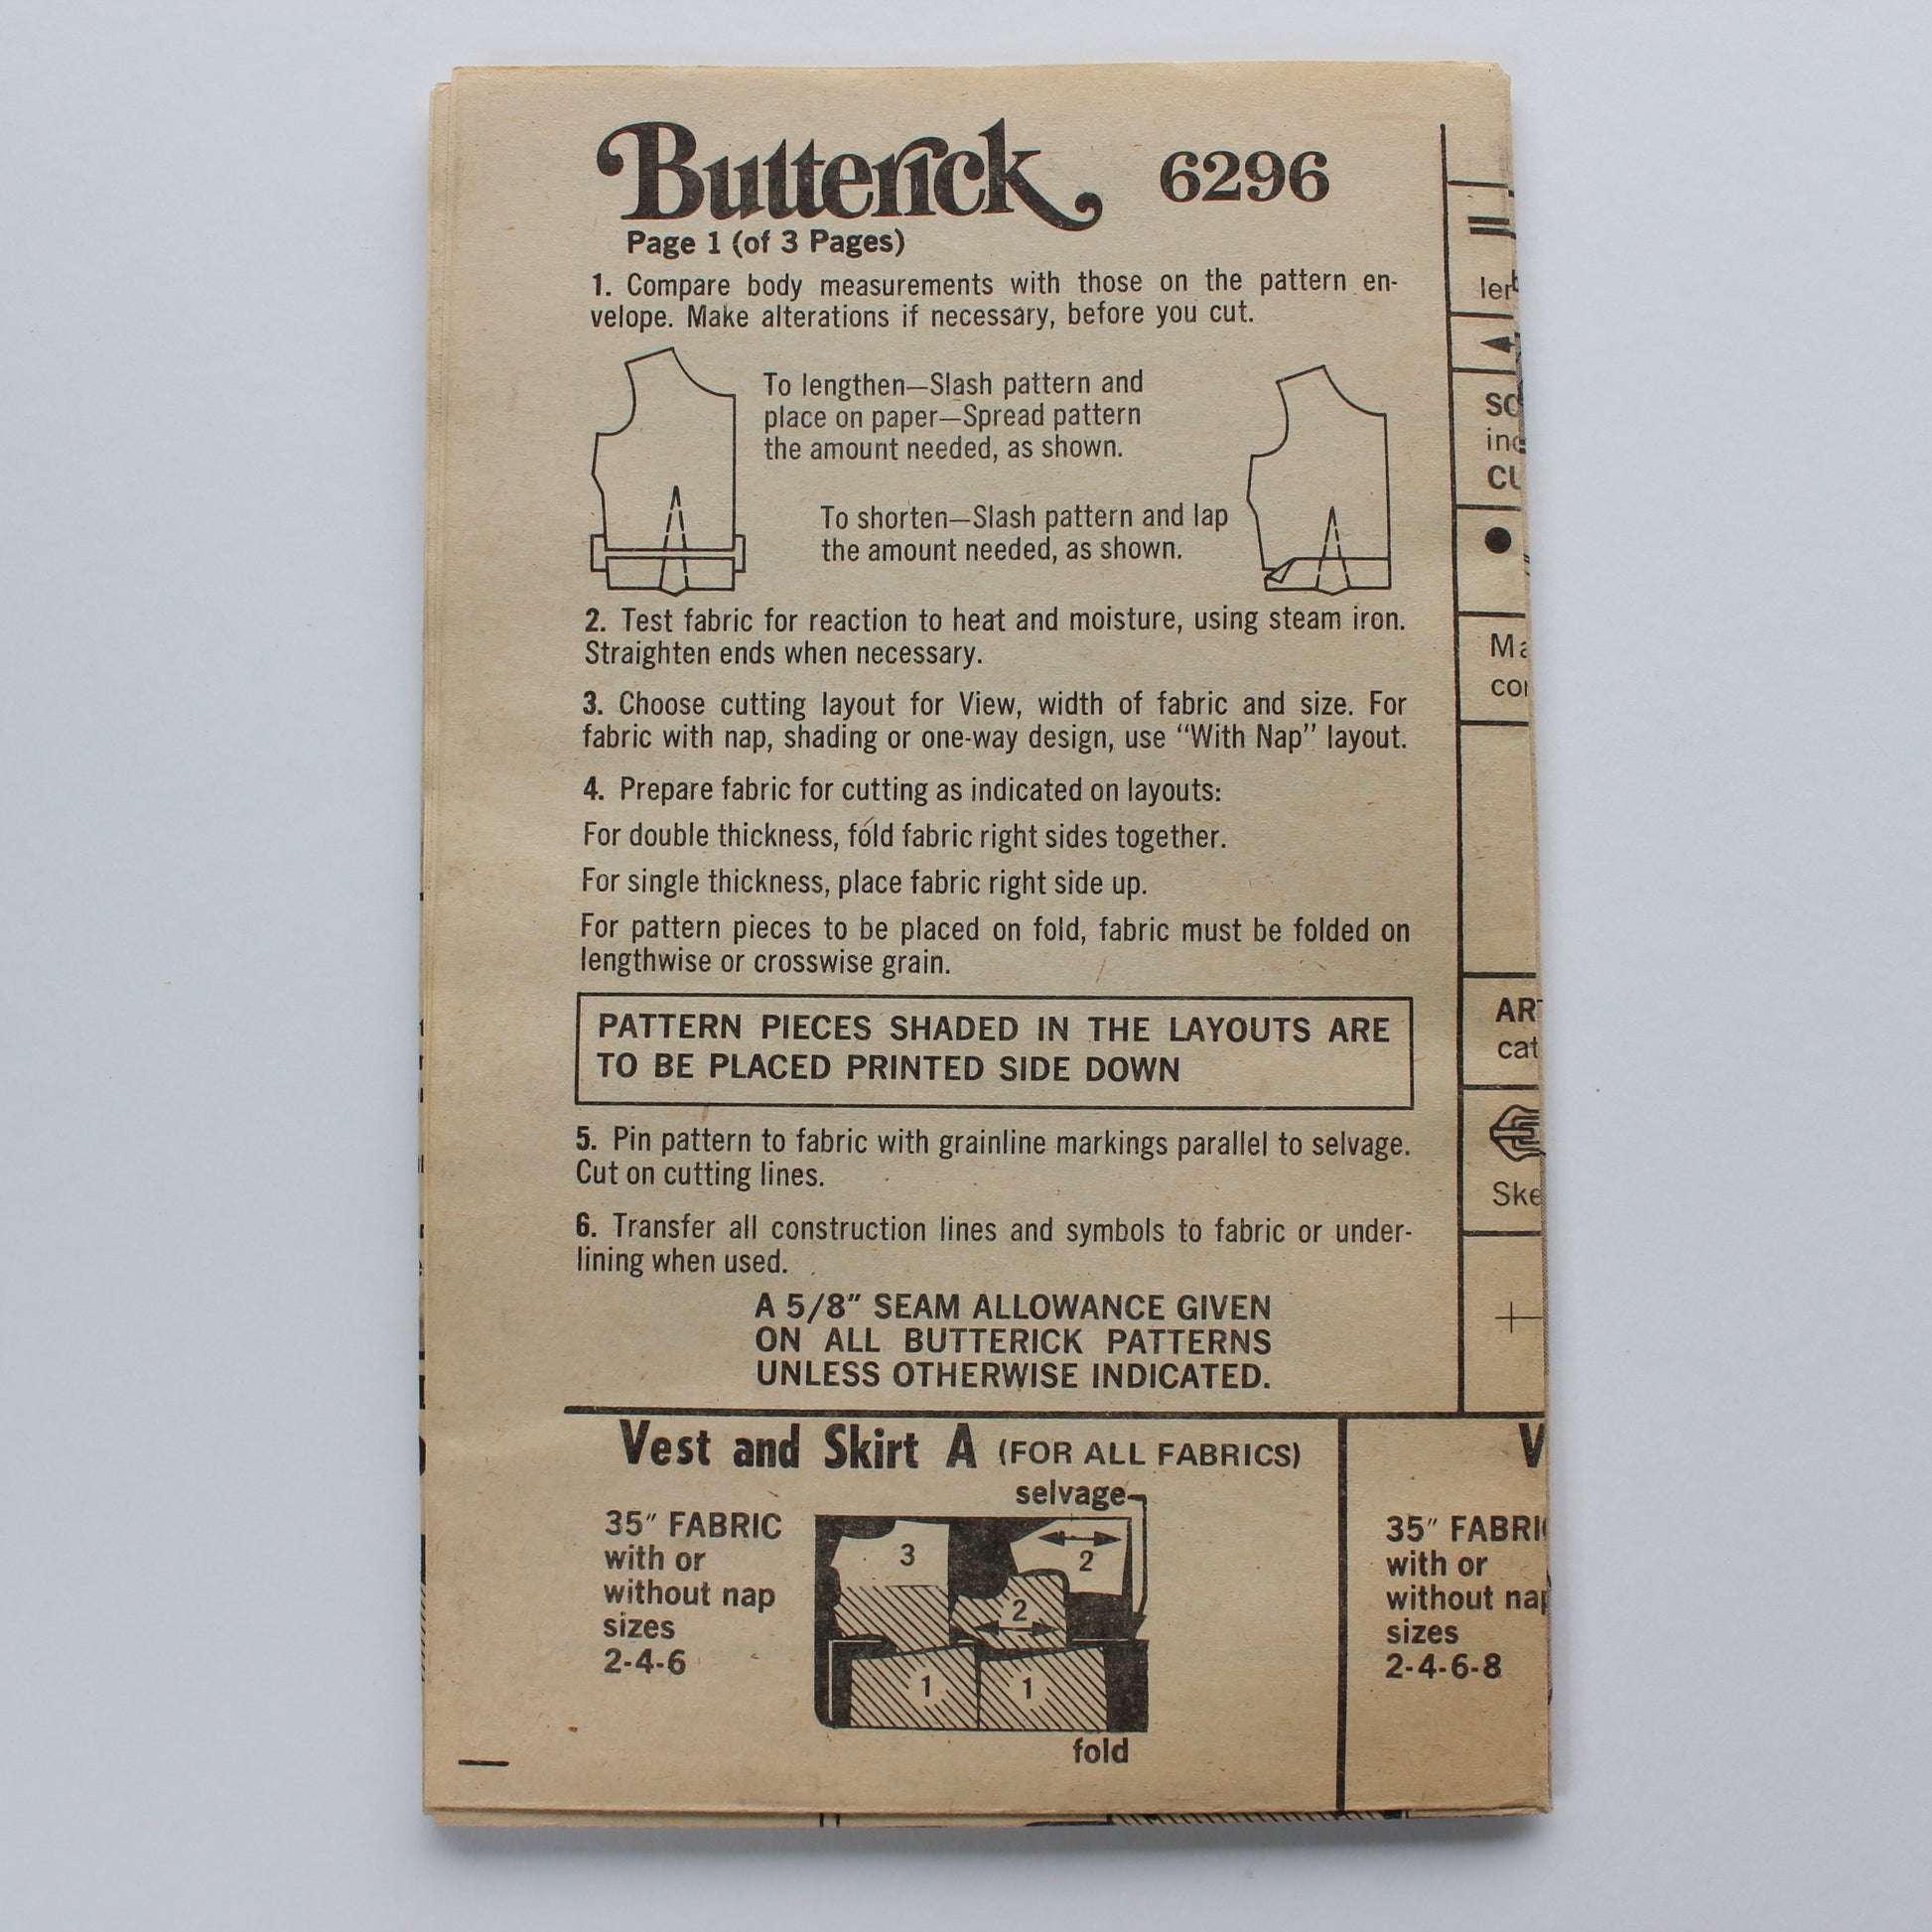 Butterick 6296
Page 1 (of 3 Pages)
1. Compare body measurements with those on the pattern en-
velope. Make alterations if necessary, before you cut.
To lengthen—Slash pattern and
place on paper—Spread pattern
the amount needed, as shown.
To shorten—Slash pattern and lap
the amount needed, as shown.
2. Test fabric for reaction to heat and moisture, using steam iron.
Straighten ends when necessary.
3. Choose cutting layout for View, width of fabric and size. For
fabric with nap, shading or one-way design, use “With Nap” layout.
4. Prepare fabric for cutting as indicated on layouts:
For double thickness, fold fabric right sides together.
For single thickness, place fabric right side up.
For pattern pieces to be placed on fold, fabric must be folded on
lengthwise or crosswise grain.
PATTERN PIECES SHADED IN THE LAYOUTS ARE
TO BE PLACED PRINTED SIDE DOWN
5. Pin pattern to fabric with grainline markings parallel to selvage.
Cut on cutting lines.
6. Transfer all construction lines and symbols to fabric or under-
lining when used.
A 5/8″ SEAM ALLOWANCE GIVEN
ON ALL BUTTERICK PATTERNS
UNLESS OTHERWISE INDICATED.
Vest and Skirt A (FOR ALL FABRICS)
selvage
35″ FABRIC
with or
without nap
sizes
2-4-6
3
2
2
1
1
fold
35″
with or
without
sizes
2-4-6-8